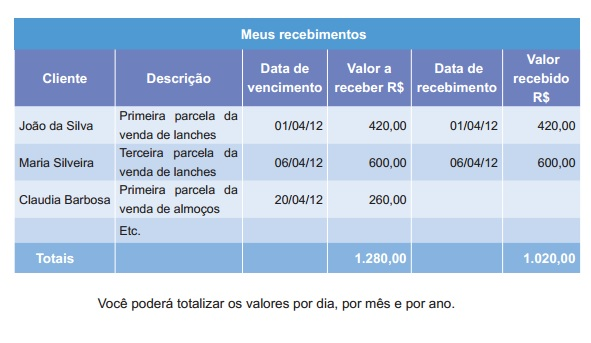 Meus recebimentos
Cliente Descrição Data de vencimento Valor a receber R$ Data de recebimento Valor recebido R$
João da Silva Primeira parcela da venda de lanches 01/04/12 420,00 01/04/12 420,00
Maria Silveira Terceira parcela da venda de lanches 06/04/12 600,00 06/04/12 600,00
Claudia Barbosa Primeira parcela da venda de almoços 20/04/12 260,00
Etc.
Totais 1.280,00 1.020,00
Você poderá totalizar os valores por dia, por mês e por ano.